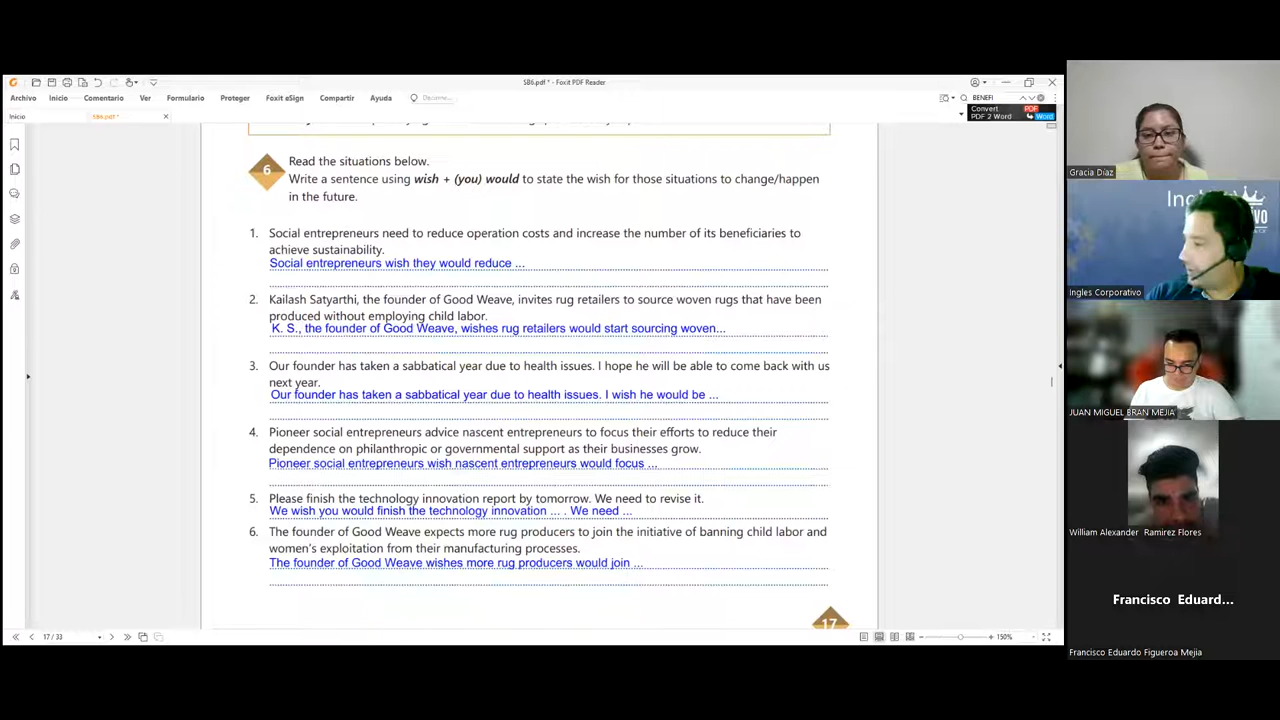 SB6.pdf * - Foxit PDF Reader
Archivo Inicio Comentario Ver Formulario Proteger Foxit eSign Compartir Ayuda
BENEFI
Convert PDF
PDF 2 Word Word
Inicio SB6.pdf *
6 Read the situations below.
Write a sentence using wish + (you) would to state the wish for those situations to change/happen
in the future.
1. Social entrepreneurs need to reduce operation costs and increase the number of its beneficiaries to
achieve sustainability.
Social entrepreneurs wish they would reduce ...
2. Kailash Satyarthi, the founder of Good Weave, invites rug retailers to source woven rugs that have been
produced without employing child labor.
K. S., the founder of Good Weave, wishes rug retailers would start sourcing woven...
3. Our founder has taken a sabbatical year due to health issues. I hope he will be able to come back with us
next year.
Our founder has taken a sabbatical year due to health issues. I wish he would be ...
4. Pioneer social entrepreneurs advice nascent entrepreneurs to focus their efforts to reduce their
dependence on philanthropic or governmental support as their businesses grow.
Pioneer social entrepreneurs wish nascent entrepreneurs would focus ...
5. Please finish the technology innovation report by tomorrow. We need to revise it.
We wish you would finish the technology innovation ... . We need ...
6. The founder of Good Weave expects more rug producers to join the initiative of banning child labor and
women's exploitation from their manufacturing processes.
The founder of Good Weave wishes more rug producers would join ...
17
17 / 33
150%
Gracia Díaz
Ingles Corporativo
JUAN MIGUEL BRAN MEJIA
William Alexander Ramirez Flores
Francisco Eduard...
Francisco Eduardo Figueroa Mejia